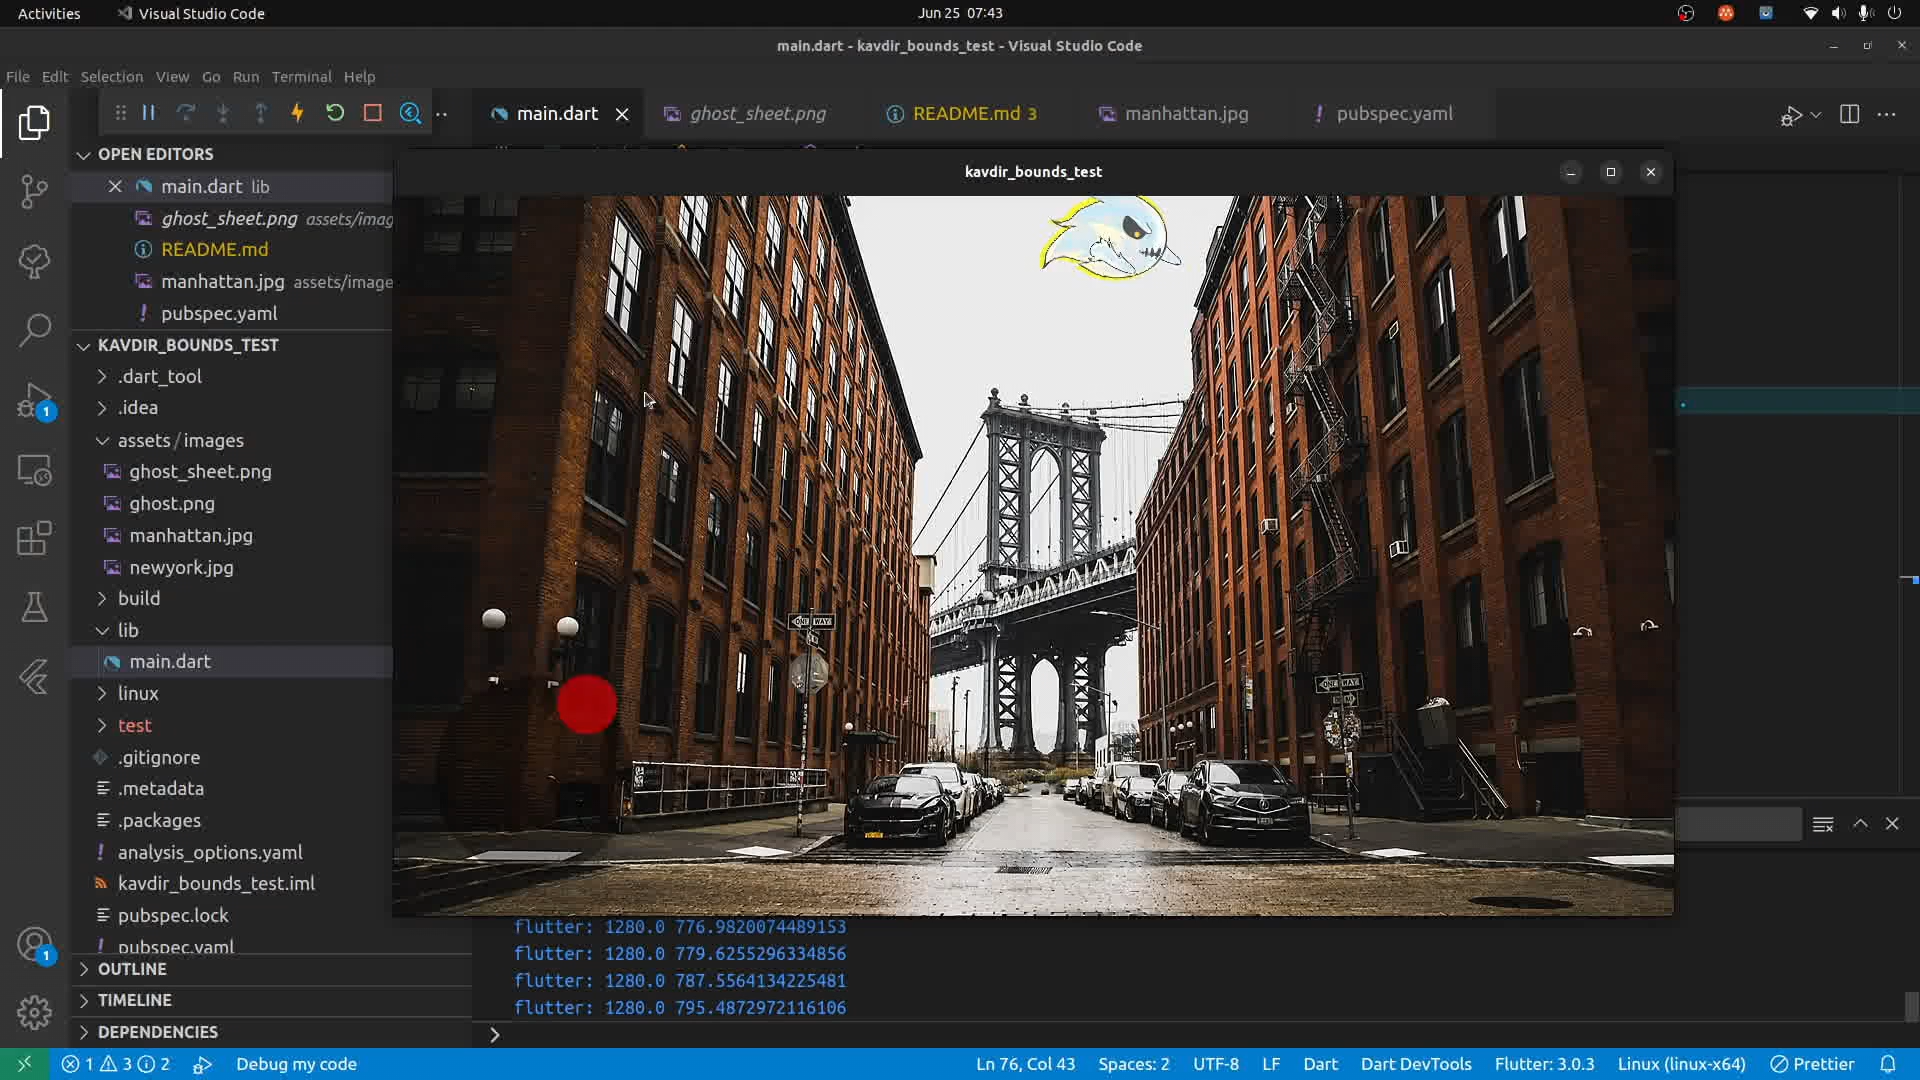 Activities
Visual Studio Code
Jun 25 07:43
main.dart - kavdir_bounds_test - Visual Studio Code
File Edit Selection View Go Run Terminal Help
main.dart
ghost_sheet.png
README.md 3
manhattan.jpg
! pubspec.yaml
OPEN EDITORS
main.dart lib
ghost_sheet.png assets/imag
README.md
manhattan.jpg assets/image
! pubspec.yaml
KAVDIR_BOUNDS_TEST
.dart_tool
.idea
assets/images
ghost_sheet.png
ghost.png
manhattan.jpg
newyork.jpg
build
lib
main.dart
linux
test
.gitignore
.metadata
.packages
! analysis_options.yaml
kavdir_bounds_test.iml
pubspec.lock
! pubspec.yaml
OUTLINE
TIMELINE
DEPENDENCIES
1
1
kavdir_bounds_test
ONE WAY
ONE WAY
flutter: 1280.0 776.9820074489153
flutter: 1280.0 779.6255296334856
flutter: 1280.0 787.5564134225481
flutter: 1280.0 795.4872972116106
1 3 2
Debug my code
Ln 76, Col 43
Spaces: 2
UTF-8
LF
Dart
Dart DevTools
Flutter: 3.0.3
Linux (linux-x64)
Prettier